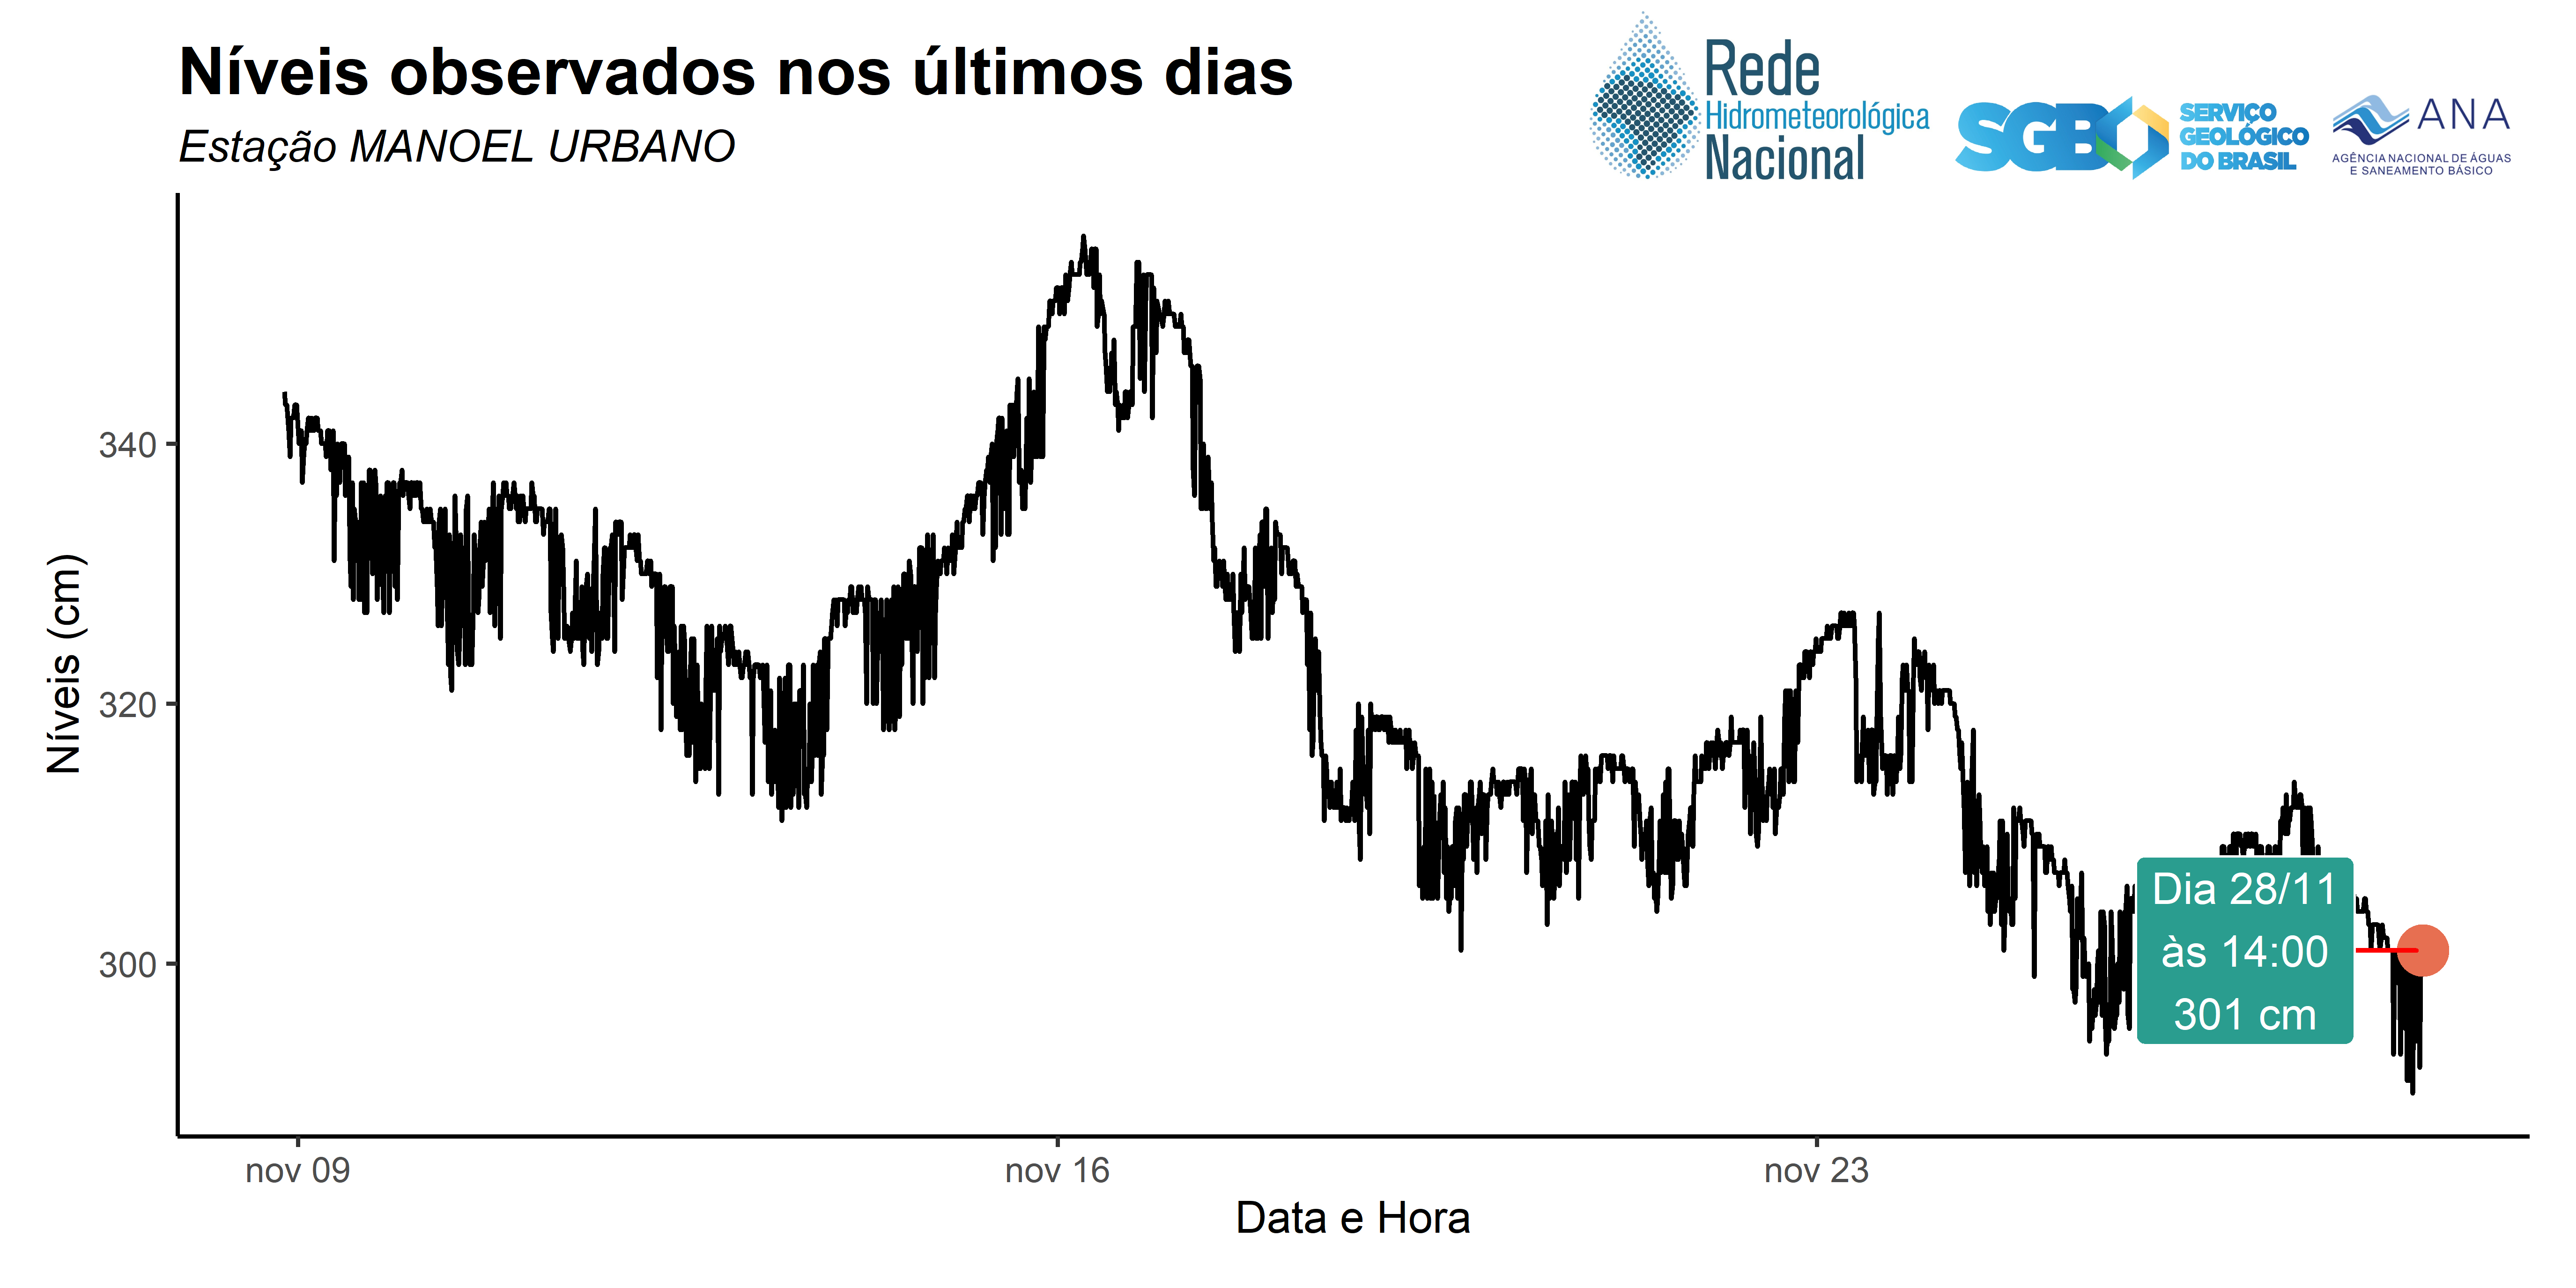 Níveis observados nos últimos dias
Estação MANOEL URBANO
Rede
Hidrometeorológica
Nacional
SGB
SERVIÇO
GEOLÓGICO
DO BRASIL
ANA
AGÊNCIA NACIONAL DE ÁGUAS
E SANEAMENTO BÁSICO
Níveis (cm)
340
320
300
Dia 28/11
às 14:00
301 cm
nov 09
nov 16
nov 23
Data e Hora